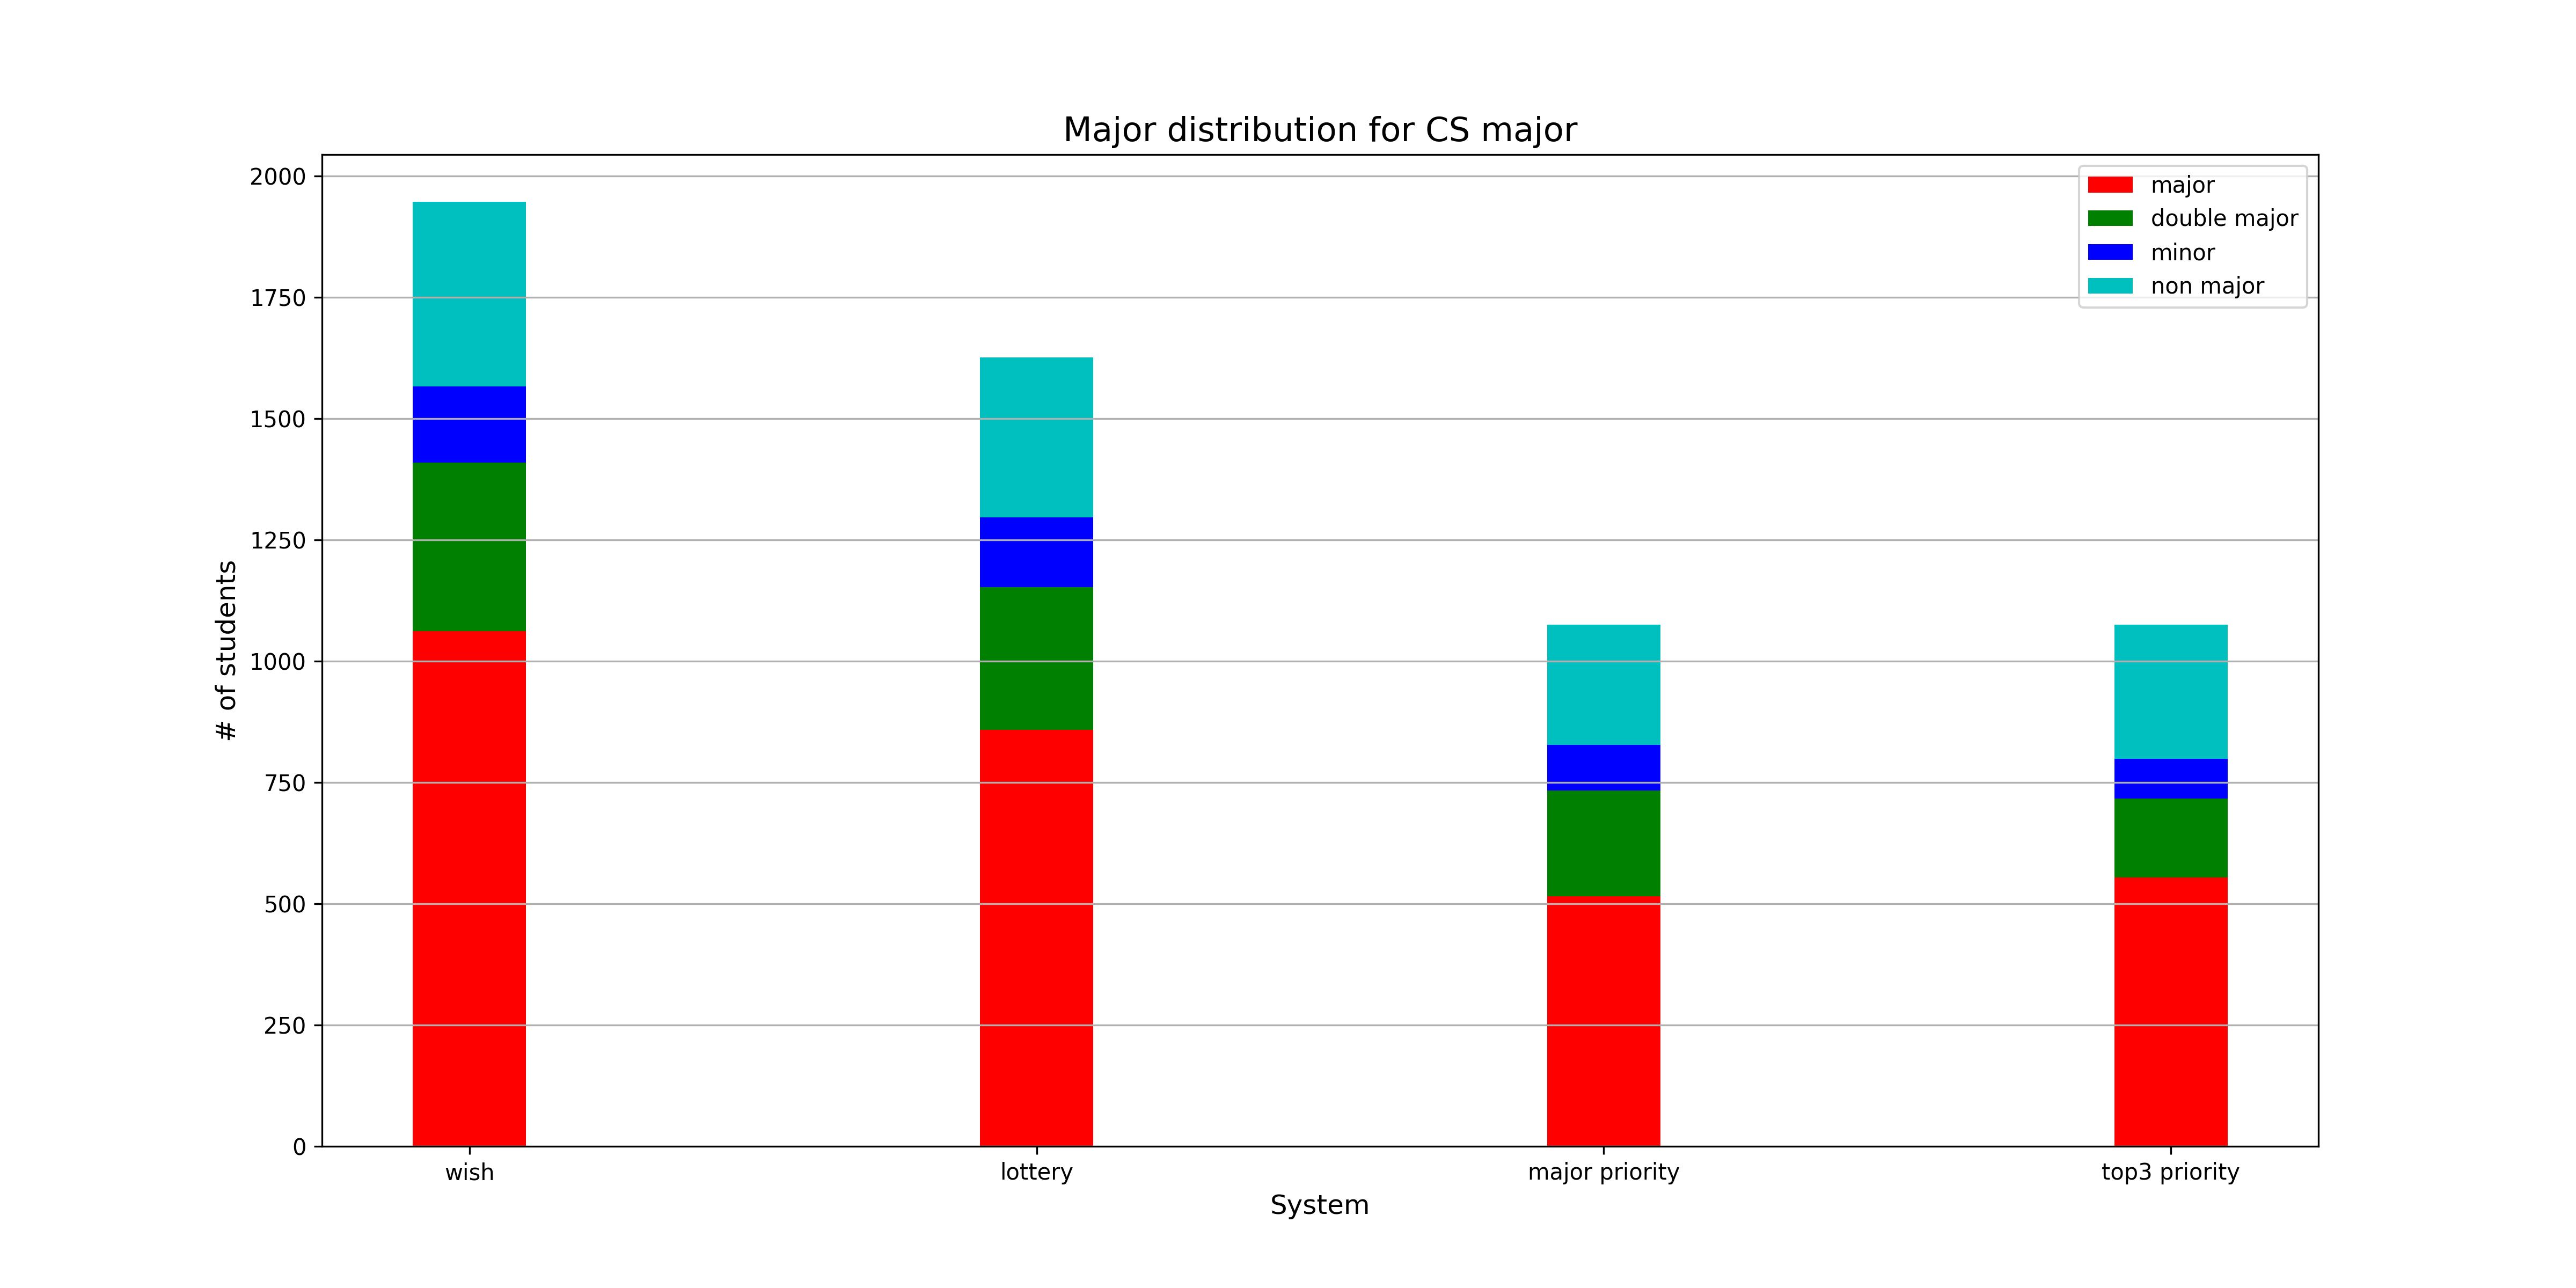 Major distribution for CS major
2000
1750
1500
1250
1000
750
500
250
0
# of students
major
double major
minor
non major
wish
lottery
major priority
top3 priority
System